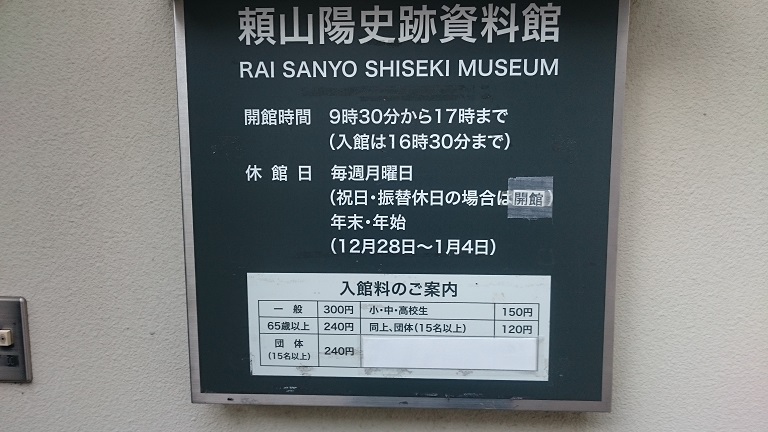 頼山陽史跡資料館
RAI SANYO SHISEKI MUSEUM
開館時間 9時30分から17時まで
(入館は16時30分まで)
休館日 毎週月曜日
(祝日・振替休日の場合は開館)
年末・年始
(12月28日〜1月4日)
入館料のご案内
一般 300円 小・中・高校生 150円
65歳以上 240円 同上、団体(15名以上) 120円
団体
(15名以上) 240円